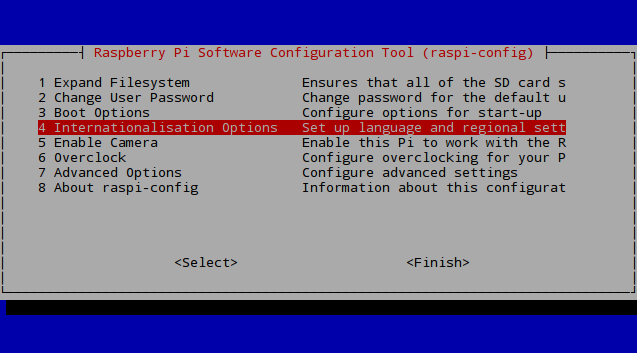 Raspberry Pi Software Configuration Tool (raspi-config)
1 Expand Filesystem Ensures that all of the SD card s
2 Change User Password Change password for the default u
3 Boot Options Configure options for start-up
4 Internationalisation Options Set up language and regional sett
5 Enable Camera Enable this Pi to work with the R
6 Overclock Configure overclocking for your P
7 Advanced Options Configure advanced settings
8 About raspi-config Information about this configurat
<Select> <Finish>